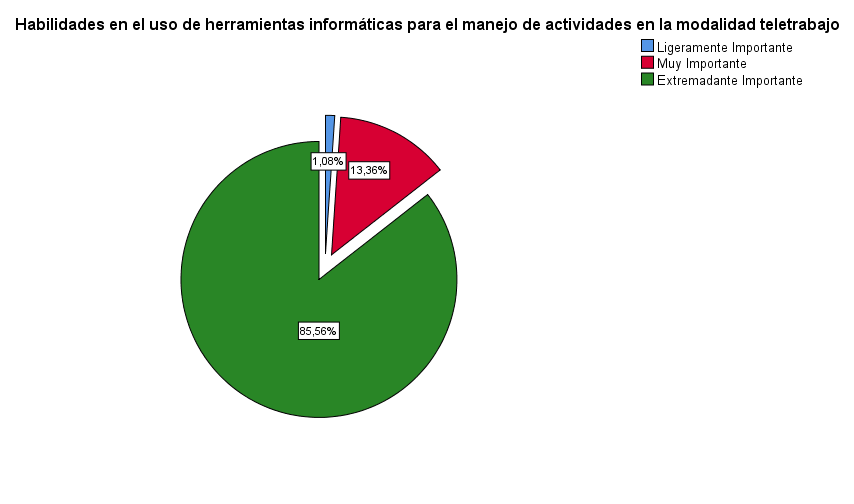 Habilidades en el uso de herramientas informáticas para el manejo de actividades en la modalidad teletrabajo
Ligeramente Importante
Muy Importante
Extremadante Importante
1,08%
13,36%
85,56%